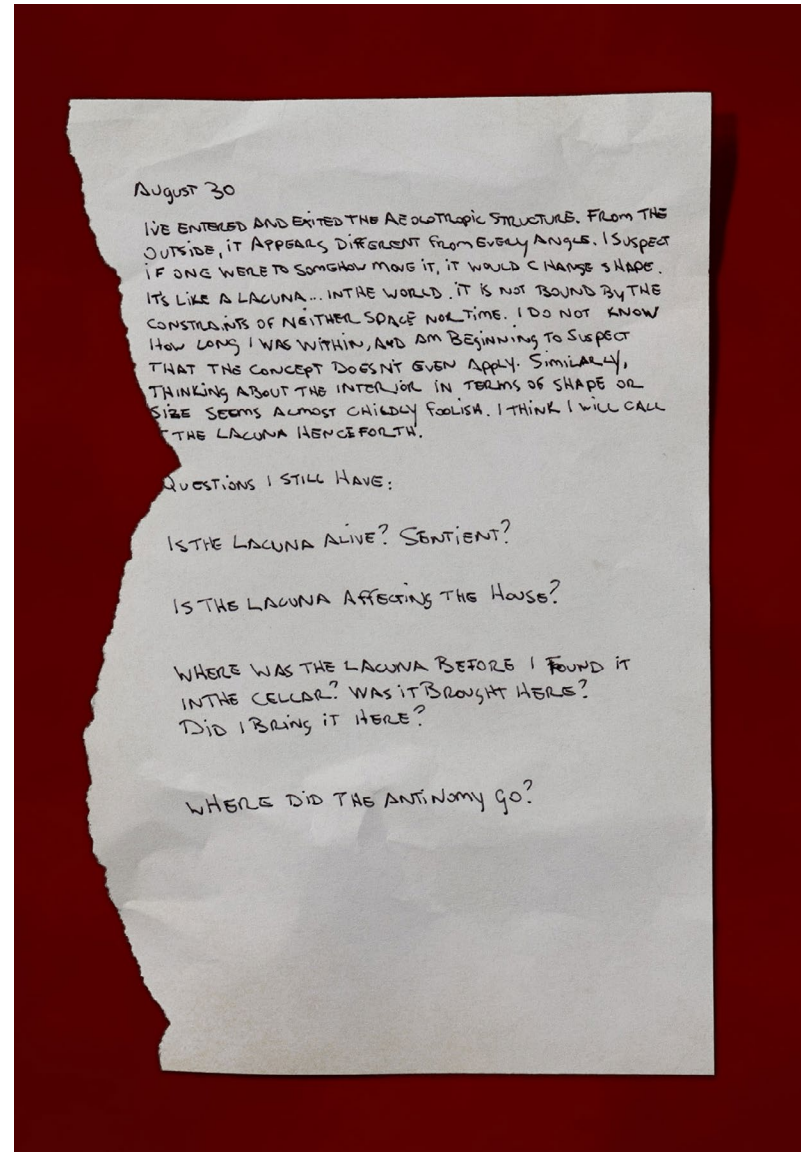 August 30
I've entered and exited the aeolotropic structure. From the
outside, it appears different from every angle. I suspect
if one were to somehow move it, it would change shape.
It's like a lacuna... in the world. It is not bound by the
constraints of neither space nor time. I do not know
how long I was within, and am beginning to suspect
that the concept doesn't even apply. Similarly,
thinking about the interior in terms of shape or
size seems almost childly foolish. I think I will call
the Lacuna henceforth.
Questions I still have:
Is the Lacuna alive? Sentient?
Is the Lacuna affecting the House?
Where was the Lacuna before I found it
in the cellar? Was it brought here?
Did I bring it here?
Where did the Antinomy go?